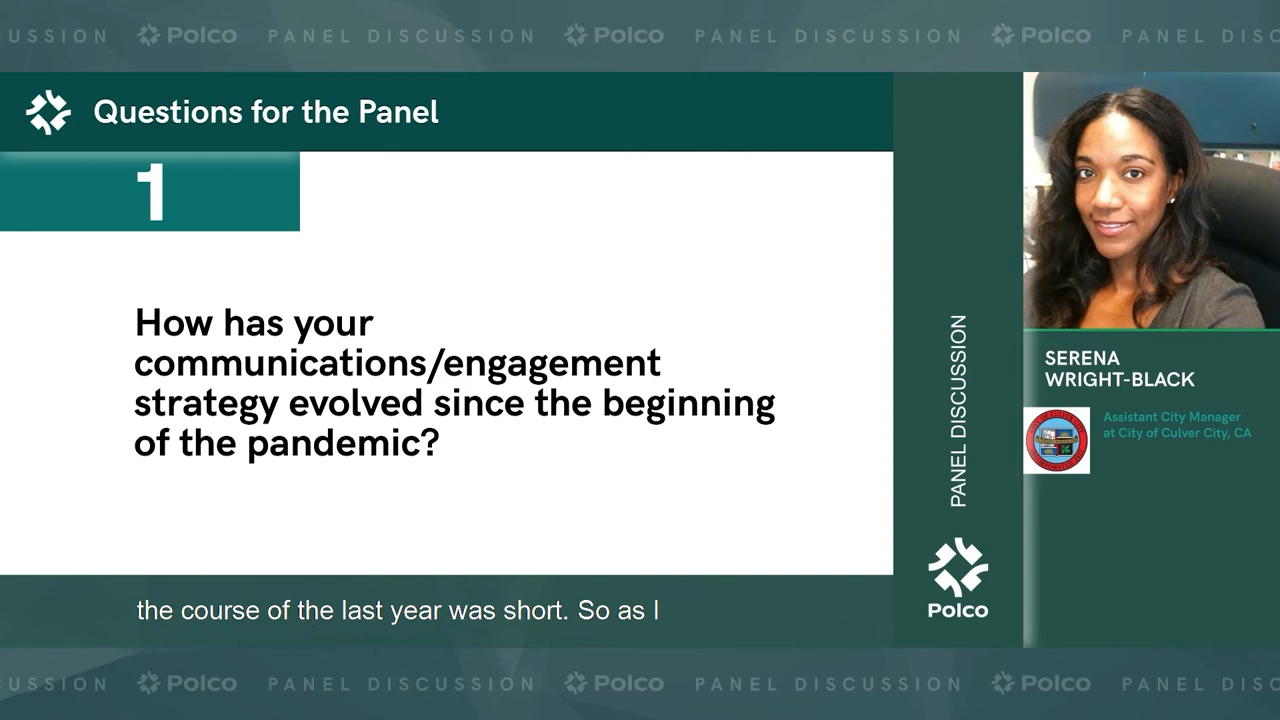 USSION Polco PANEL DISCUSSION Polco PANEL DISCUSSION Polco PANEL DISC
Questions for the Panel
1
How has your
communications/engagement
strategy evolved since the beginning
of the pandemic?
the course of the last year was short. So as I
PANEL DISCUSSION
Polco
SERENA
WRIGHT-BLACK
Assistant City Manager
at City of Culver City, CA
USSION Polco PANEL DISCUSSION Polco PANEL DISCUSSION Polco PANEL DISC